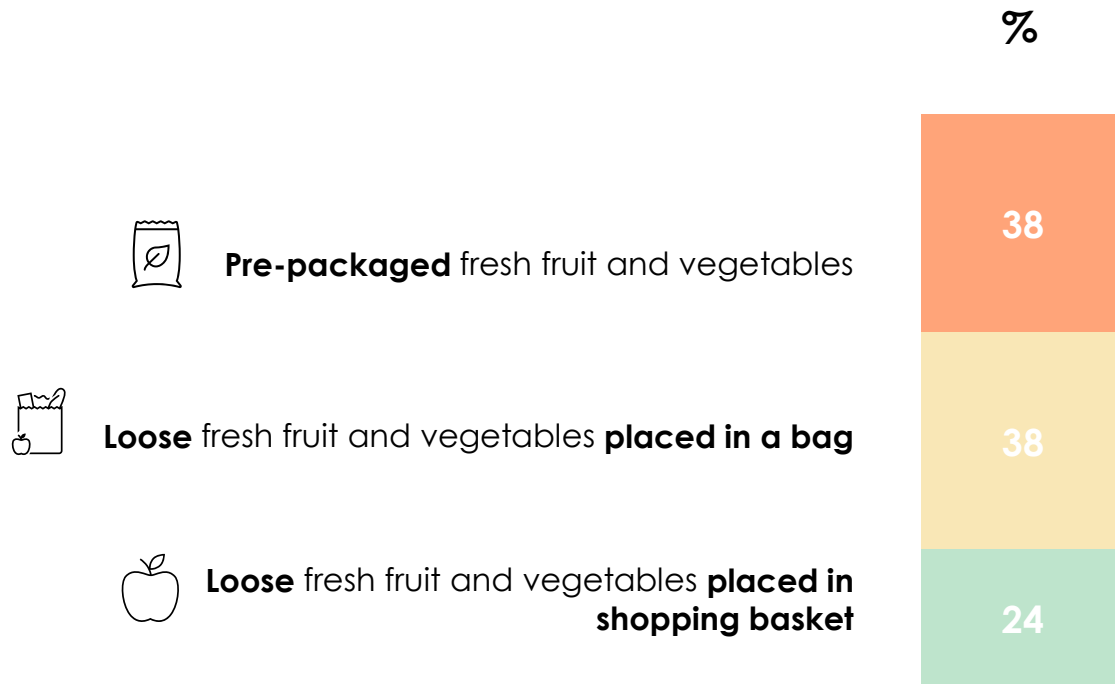 %
38
Pre-packaged fresh fruit and vegetables
Loose fresh fruit and vegetables placed in a bag
38
Loose fresh fruit and vegetables placed in
shopping basket
24